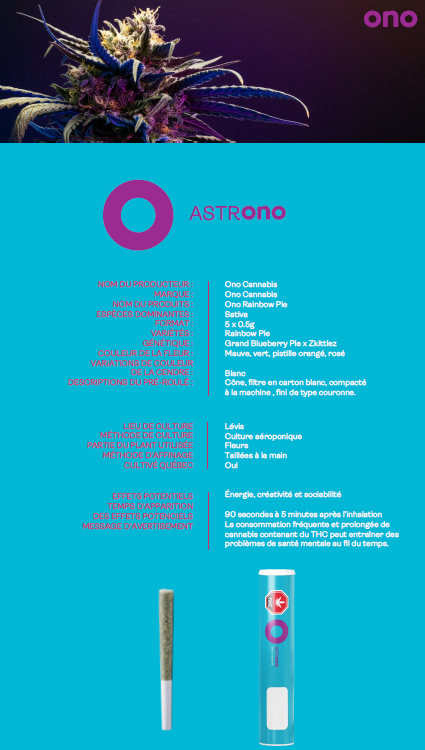 ono
ASTRono
NOM DU PRODUCTEUR : Ono Cannabis
MARQUE : Ono Cannabis
NOM DU PRODUITS : Ono Rainbow Pie
ESPÈCES DOMINANTES : Sativa
FORMAT : 5 x 0.5g
VARIÉTÉS : Rainbow Pie
GÉNÉTIQUE : Grand Blueberry Pie x Zkittlez
COULEUR DE LA FLEUR : Mauve, vert, pistille orangé, rosé
VARIATIONS DE COULEUR
DE LA CENDRE : Blanc
DESCRIPTIONS DU PRÉ-ROULÉ : Cône, filtre en carton blanc, compacté
à la machine , fini de type couronne.
LIEU DE CULTURE Lévis
MÉTHODE DE CULTURE Culture aéroponique
PARTIE DU PLANT UTILISÉE Fleurs
MÉTHODE D'AFFINAGE Taillées à la main
CULTIVÉ QUÉBEC Oui
EFFETS POTENTIELS Énergie, créativité et sociabilité
TEMPS D'APPARITION
DES EFFETS POTENCIELS 90 secondes à 5 minutes après l'inhalation
MESSAGE D'AVERTISEMENT La consommation fréquente et prolongée de
cannabis contenant du THC peut entraîner des
problèmes de santé mentale au fil du temps.
THC